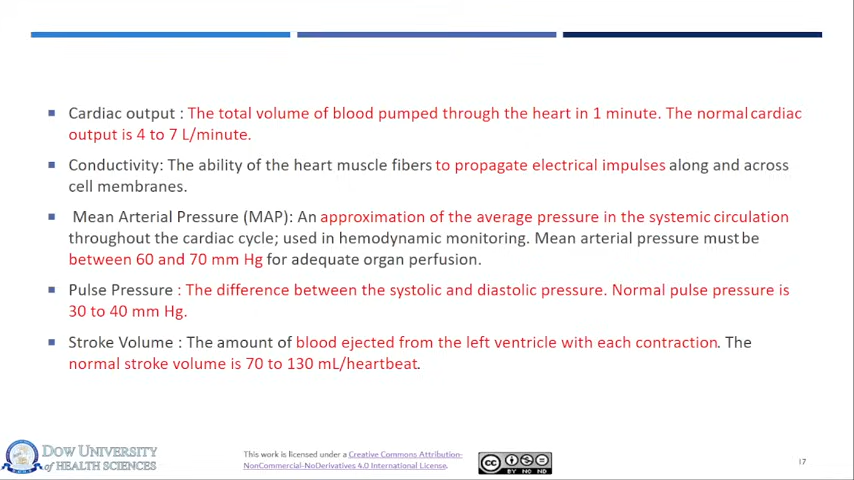 Cardiac output : The total volume of blood pumped through the heart in 1 minute. The normal cardiac
output is 4 to 7 L/minute.
Conductivity: The ability of the heart muscle fibers to propagate electrical impulses along and across
cell membranes.
Mean Arterial Pressure (MAP): An approximation of the average pressure in the systemic circulation
throughout the cardiac cycle; used in hemodynamic monitoring. Mean arterial pressure must be
between 60 and 70 mm Hg for adequate organ perfusion.
Pulse Pressure : The difference between the systolic and diastolic pressure. Normal pulse pressure is
30 to 40 mm Hg.
Stroke Volume : The amount of blood ejected from the left ventricle with each contraction. The
normal stroke volume is 70 to 130 mL/heartbeat.
DOW UNIVERSITY
of HEALTH SCIENCES
This work is licensed under a Creative Commons Attribution-
NonCommercial-NoDerivatives 4.0 International License.
cc
BY NC ND
17